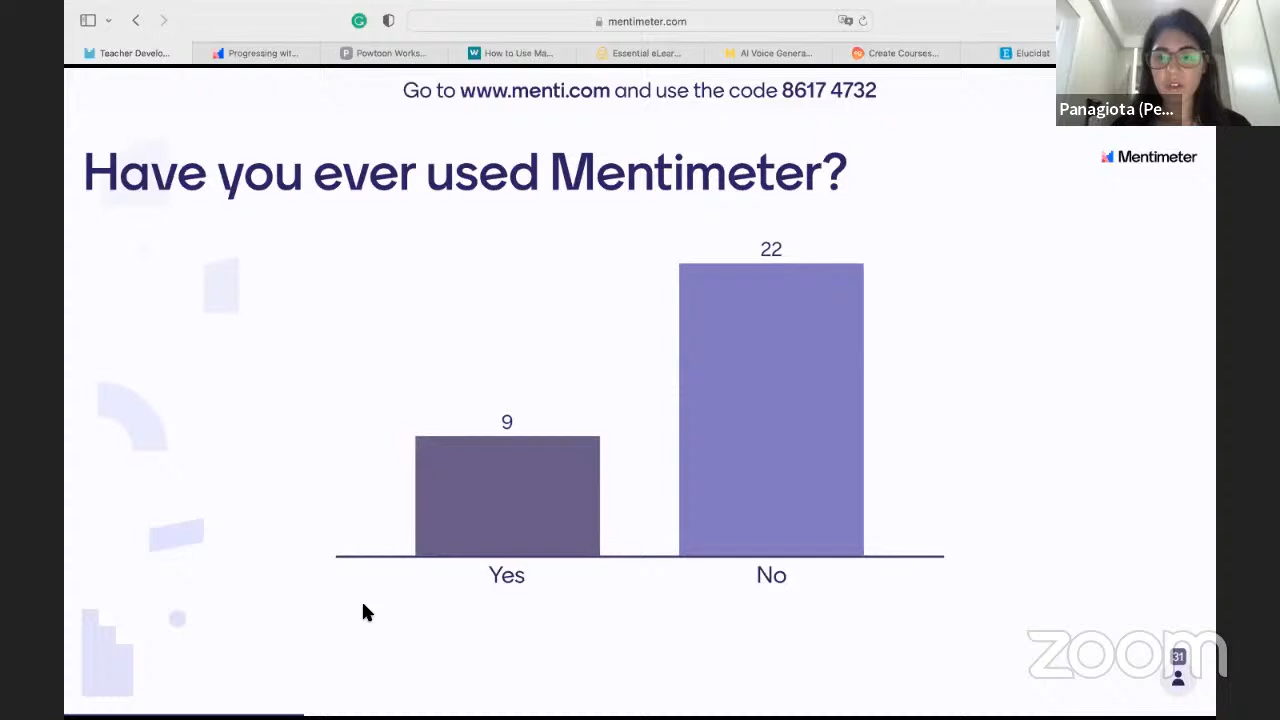 mentimeter.com
Teacher Develo...
Progressing wit...
Powtoon Works...
How to Use Ma...
Essential eLear...
AI Voice Genera...
Create Courses...
Elucidat
Panagiota (Pe...
Go to www.menti.com and use the code 8617 4732
Mentimeter
Have you ever used Mentimeter?
22
9
Yes
No
zoom
31